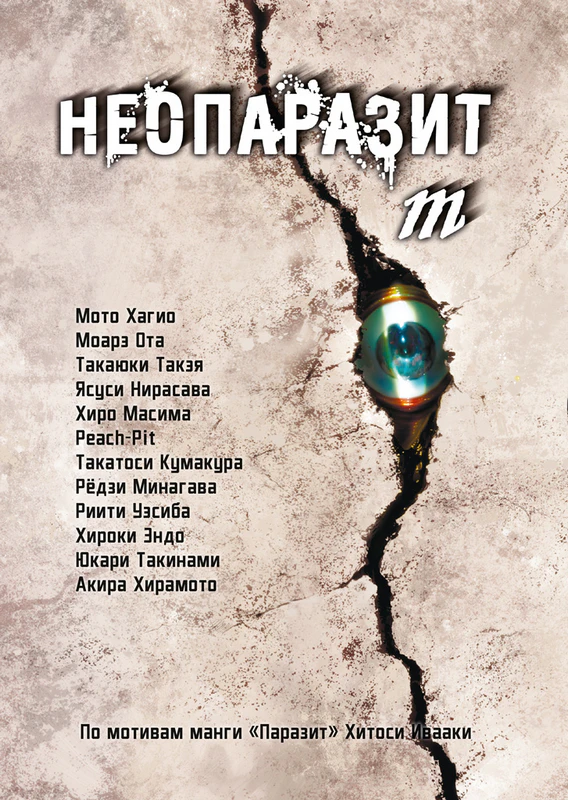 НЕОПАРАЗИТ
m
Мото Хагио
Моарэ Ота
Такаюки Такэя
Ясуси Нирасава
Хиро Масима
Peach-Pit
Такатоси Кумакура
Рёдзи Минагава
Риити Уэсиба
Хироки Эндо
Юкари Такинами
Акира Хирамото
По мотивам манги «Паразит» Хитоси Ивааки